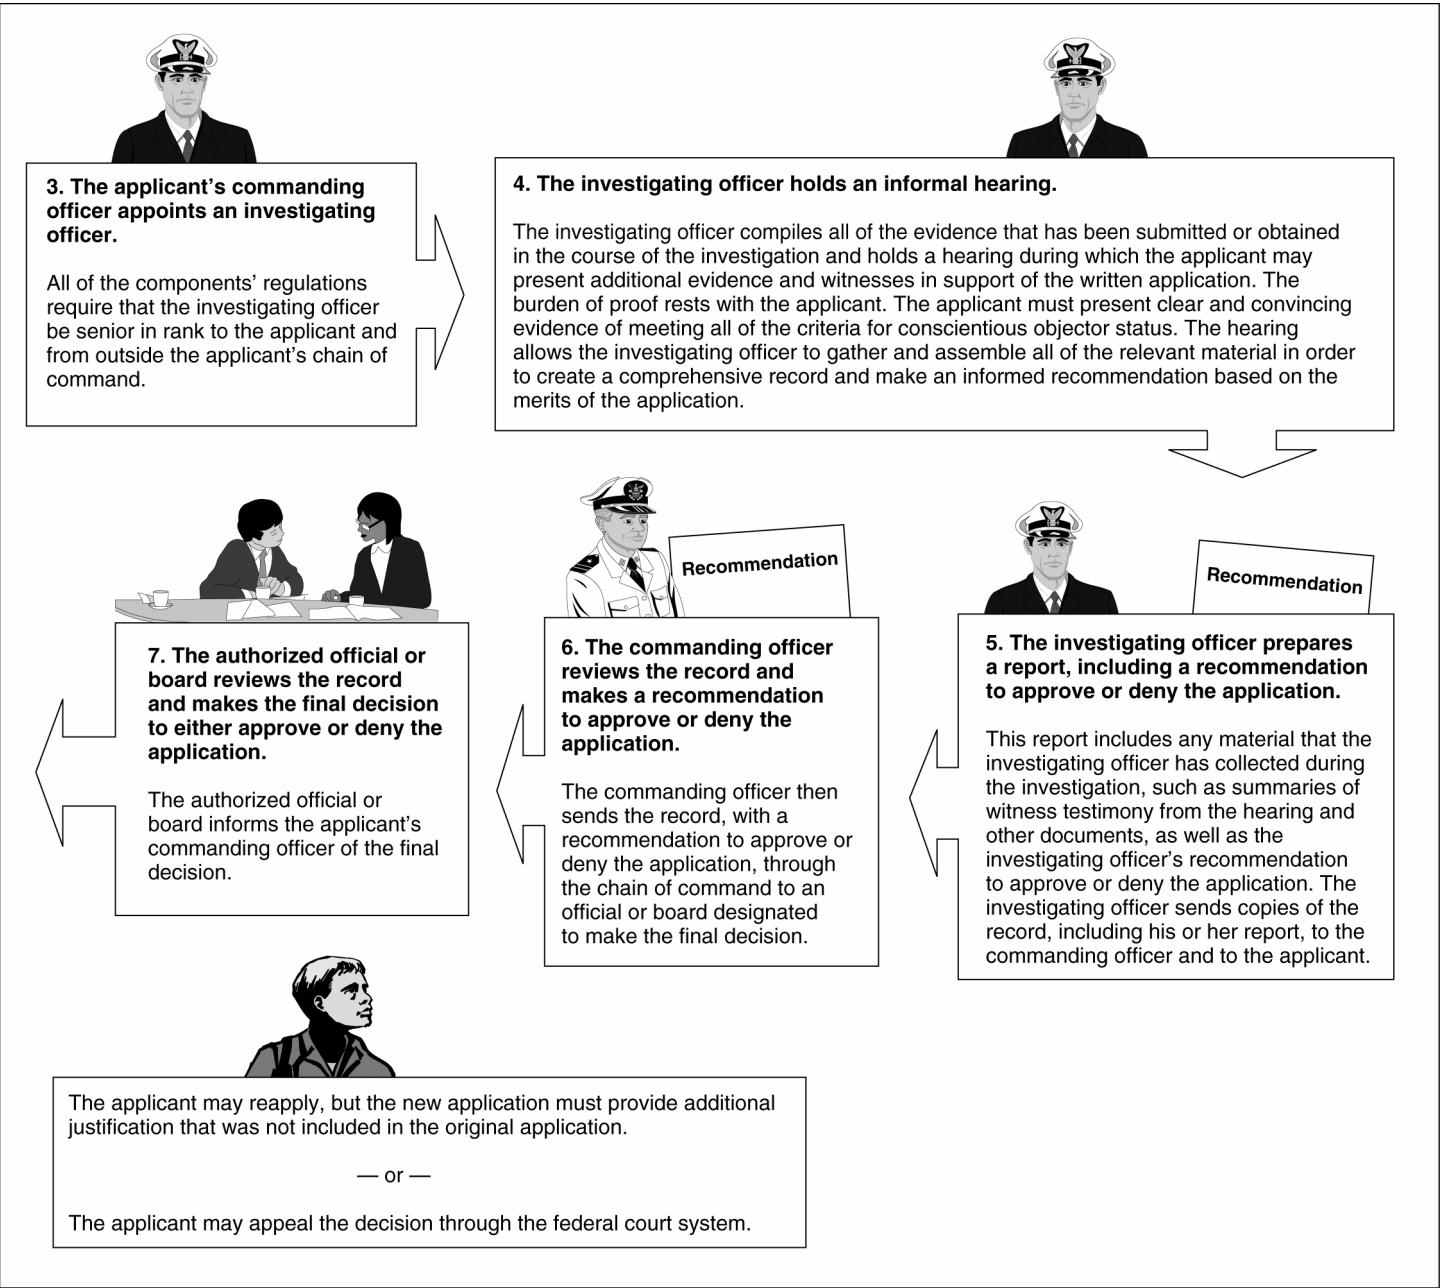 3. The applicant's commanding
officer appoints an investigating
officer.
All of the components' regulations
require that the investigating officer
be senior in rank to the applicant and
from outside the applicant's chain of
command.
4. The investigating officer holds an informal hearing.
The investigating officer compiles all of the evidence that has been submitted or obtained
in the course of the investigation and holds a hearing during which the applicant may
present additional evidence and witnesses in support of the written application. The
burden of proof rests with the applicant. The applicant must present clear and convincing
evidence of meeting all of the criteria for conscientious objector status. The hearing
allows the investigating officer to gather and assemble all of the relevant material in order
to create a comprehensive record and make an informed recommendation based on the
merits of the application.
Recommendation
5. The investigating officer prepares
a report, including a recommendation
to approve or deny the application.
This report includes any material that the
investigating officer has collected during
the investigation, such as summaries of
witness testimony from the hearing and
other documents, as well as the
investigating officer's recommendation
to approve or deny the application. The
investigating officer sends copies of the
record, including his or her report, to the
commanding officer and to the applicant.
Recommendation
6. The commanding officer
reviews the record and
makes a recommendation
to approve or deny the
application.
The commanding officer then
sends the record, with a
recommendation to approve or
deny the application, through
the chain of command to an
official or board designated
to make the final decision.
7. The authorized official or
board reviews the record
and makes the final decision
to either approve or deny the
application.
The authorized official or
board informs the applicant's
commanding officer of the final
decision.
The applicant may reapply, but the new application must provide additional
justification that was not included in the original application.
— or —
The applicant may appeal the decision through the federal court system.